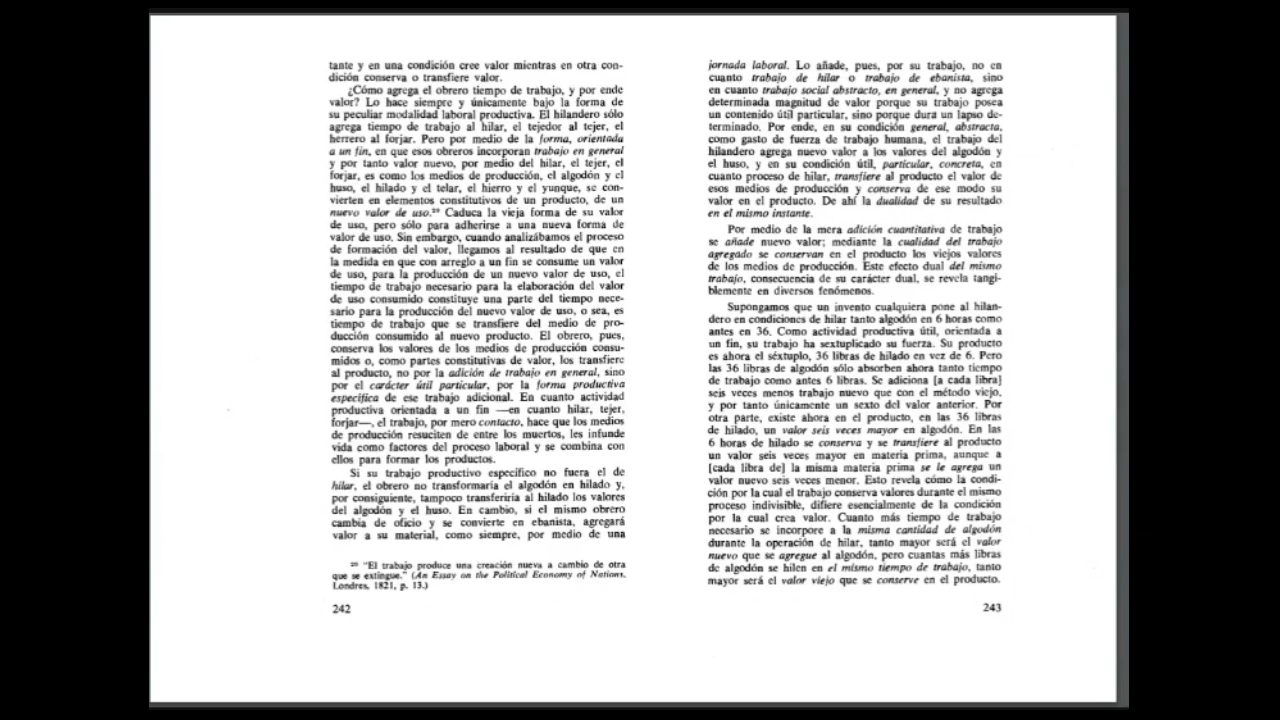 tante y en una condición cree valor mientras en otra con-
dición conserva o transfiere valor.
¿Cómo agrega el obrero tiempo de trabajo, y por ende
valor? Lo hace siempre y únicamente bajo la forma de
su peculiar modalidad laboral productiva. El hilandero sólo
agrega tiempo de trabajo al hilar, el tejedor al tejer, el
herrero al forjar. Pero por medio de la forma, orientada
a un fin, en que esos obreros incorporan trabajo en general
y por tanto valor nuevo, por medio del hilar, el tejer, el
forjar, es como los medios de producción, el algodón y el
huso, el hilado y el telar, el hierro y el yunque, se con-
vierten en elementos constitutivos de un producto, de un
nuevo valor de uso.²⁰ Caduca la vieja forma de su valor
de uso, pero sólo para adherirse a una nueva forma de
valor de uso. Sin embargo, cuando analizábamos el proceso
de formación del valor, llegamos al resultado de que en
la medida en que con arreglo a un fin se consume un valor
de uso, para la producción de un nuevo valor de uso, el
tiempo de trabajo necesario para la elaboración del valor
de uso consumido constituye una parte del tiempo nece-
sario para la producción del nuevo valor de uso, o sea, es
tiempo de trabajo que se transfiere del medio de pro-
ducción consumido al nuevo producto. El obrero, pues,
conserva los valores de los medios de producción consu-
midos o, como partes constitutivas de valor, los transfiere
al producto, no por la adición de trabajo en general, sino
por el carácter útil particular, por la forma productiva
específica de ese trabajo adicional. En cuanto actividad
productiva orientada a un fin —en cuanto hilar, tejer,
forjar—, el trabajo, por mero contacto, hace que los medios
de producción resuciten de entre los muertos, les infunde
vida como factores del proceso laboral y se combina con
ellos para formar los productos.
Si su trabajo productivo específico no fuera el de
hilar, el obrero no transformaría el algodón en hilado y,
por consiguiente, tampoco transferiría al hilado los valores
del algodón y el huso. En cambio, si el mismo obrero
cambia de oficio y se convierte en ebanista, agregará
valor a su material, como siempre, por medio de una
²⁰ "El trabajo produce una creación nueva a cambio de otra
que se extingue." (An Essay on the Political Economy of Nations,
Londres, 1821, p. 13.)
242
jornada laboral. Lo añade, pues, por su trabajo, no en
cuanto trabajo de hilar o trabajo de ebanista, sino
en cuanto trabajo social abstracto, en general, y no agrega
determinada magnitud de valor porque su trabajo posea
un contenido útil particular, sino porque dura un lapso de-
terminado. Por ende, en su condición general, abstracta,
como gasto de fuerza de trabajo humana, el trabajo del
hilandero agrega nuevo valor a los valores del algodón y
el huso, y en su condición útil, particular, concreta, en
cuanto proceso de hilar, transfiere al producto el valor de
esos medios de producción y conserva de ese modo su
valor en el producto. De ahí la dualidad de su resultado
en el mismo instante.
Por medio de la mera adición cuantitativa de trabajo
se añade nuevo valor; mediante la cualidad del trabajo
agregado se conservan en el producto los viejos valores
de los medios de producción. Este efecto dual del mismo
trabajo, consecuencia de su carácter dual, se revela tangi-
blemente en diversos fenómenos.
Supongamos que un invento cualquiera pone al hilan-
dero en condiciones de hilar tanto algodón en 6 horas como
antes en 36. Como actividad productiva útil, orientada a
un fin, su trabajo ha sextuplicado su fuerza. Su producto
es ahora el séxtuplo, 36 libras de hilado en vez de 6. Pero
las 36 libras de algodón sólo absorben ahora tanto tiempo
de trabajo como antes 6 libras. Se adiciona [a cada libra]
seis veces menos trabajo nuevo que con el método viejo,
y por tanto únicamente un sexto del valor anterior. Por
otra parte, existe ahora en el producto, en las 36 libras
de hilado, un valor seis veces mayor en algodón. En las
6 horas de hilado se conserva y se transfiere al producto
un valor seis veces mayor en materia prima, aunque a
[cada libra de] la misma materia prima se le agrega un
valor nuevo seis veces menor. Esto revela cómo la condi-
ción por la cual el trabajo conserva valores durante el mismo
proceso indivisible, difiere esencialmente de la condición
por la cual crea valor. Cuanto más tiempo de trabajo
necesario se incorpore a la misma cantidad de algodón
durante la operación de hilar, tanto mayor será el valor
nuevo que se agregue al algodón, pero cuantas más libras
de algodón se hilen en el mismo tiempo de trabajo, tanto
mayor será el valor viejo que se conserve en el producto.
243